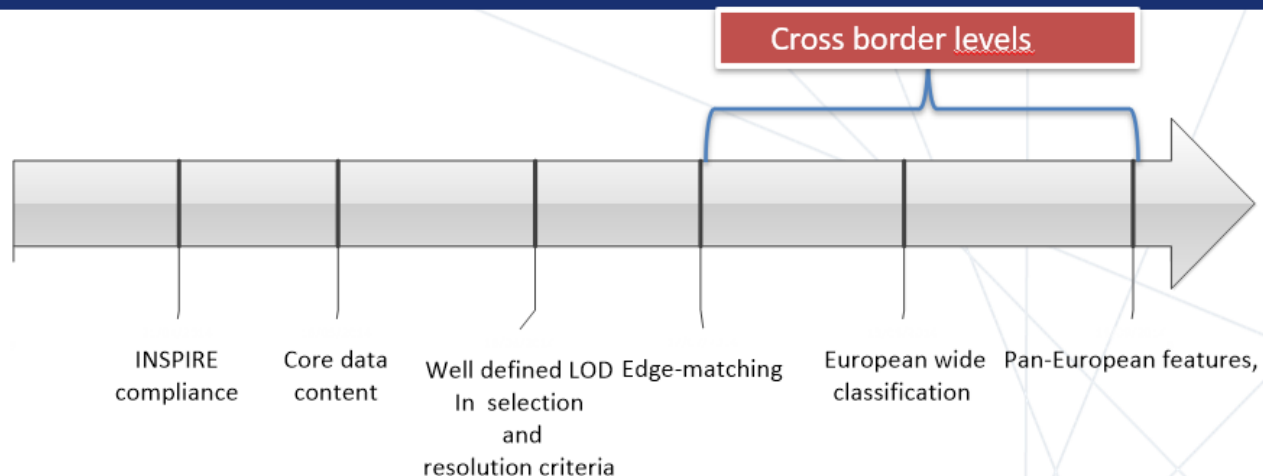 Cross border levels
INSPIRE
compliance
Core data
content
Well defined LOD
In selection
and
resolution criteria
Edge-matching
European wide
classification
Pan-European features,